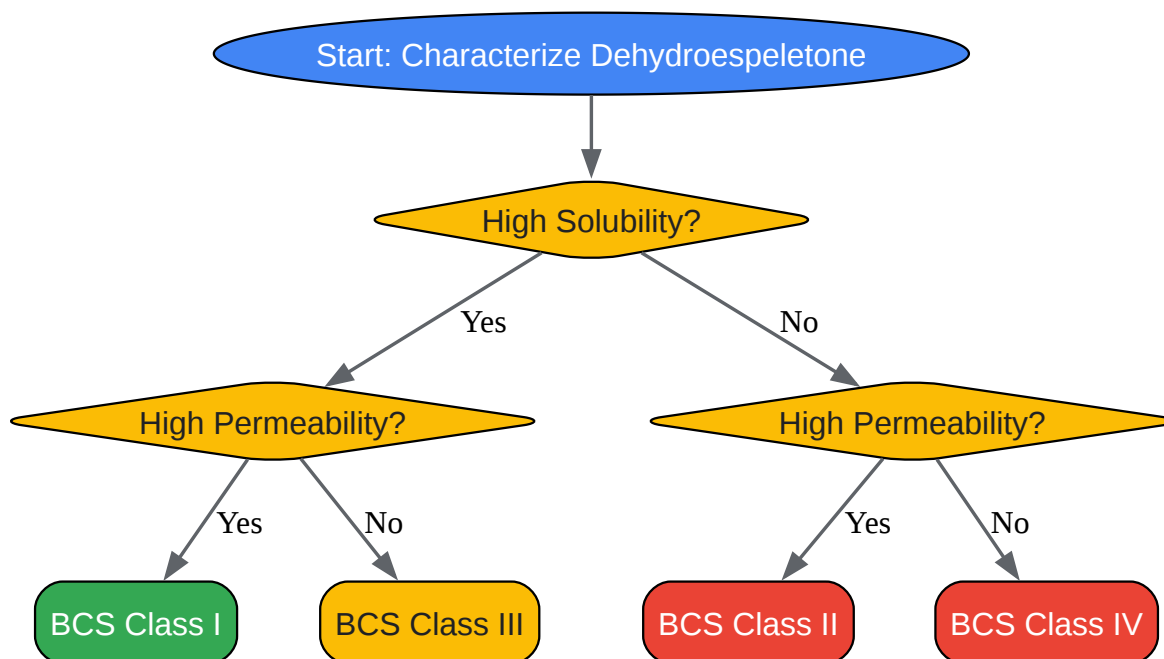 Start: Characterize Dehydroespeletone
High Solubility?
Yes
No
High Permeability?
High Permeability?
Yes
No
Yes
No
BCS Class I
BCS Class III
BCS Class II
BCS Class IV